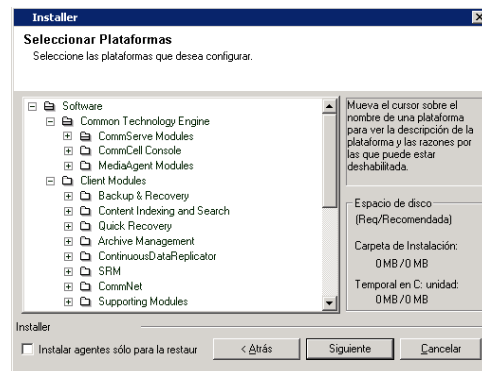 Installer
Seleccionar Plataformas
Seleccione las plataformas que desea configurar.
Software
Common Technology Engine
CommServe Modules
CommCell Console
MediaAgent Modules
Client Modules
Backup & Recovery
Content Indexing and Search
Quick Recovery
Archive Management
ContinuousDataReplicator
SRM
CommNet
Supporting Modules
Mueva el cursor sobre el
nombre de una plataforma
para ver la descripción de la
plataforma y las razones por
las que puede estar
deshabilitada.
Espacio de disco
(Req/Recomendada)
Carpeta de Instalación:
0 MB / 0 MB
Temporal en C: unidad:
0 MB / 0 MB
Installer
Instalar agentes sólo para la restaur
< Atrás
Siguiente
Cancelar